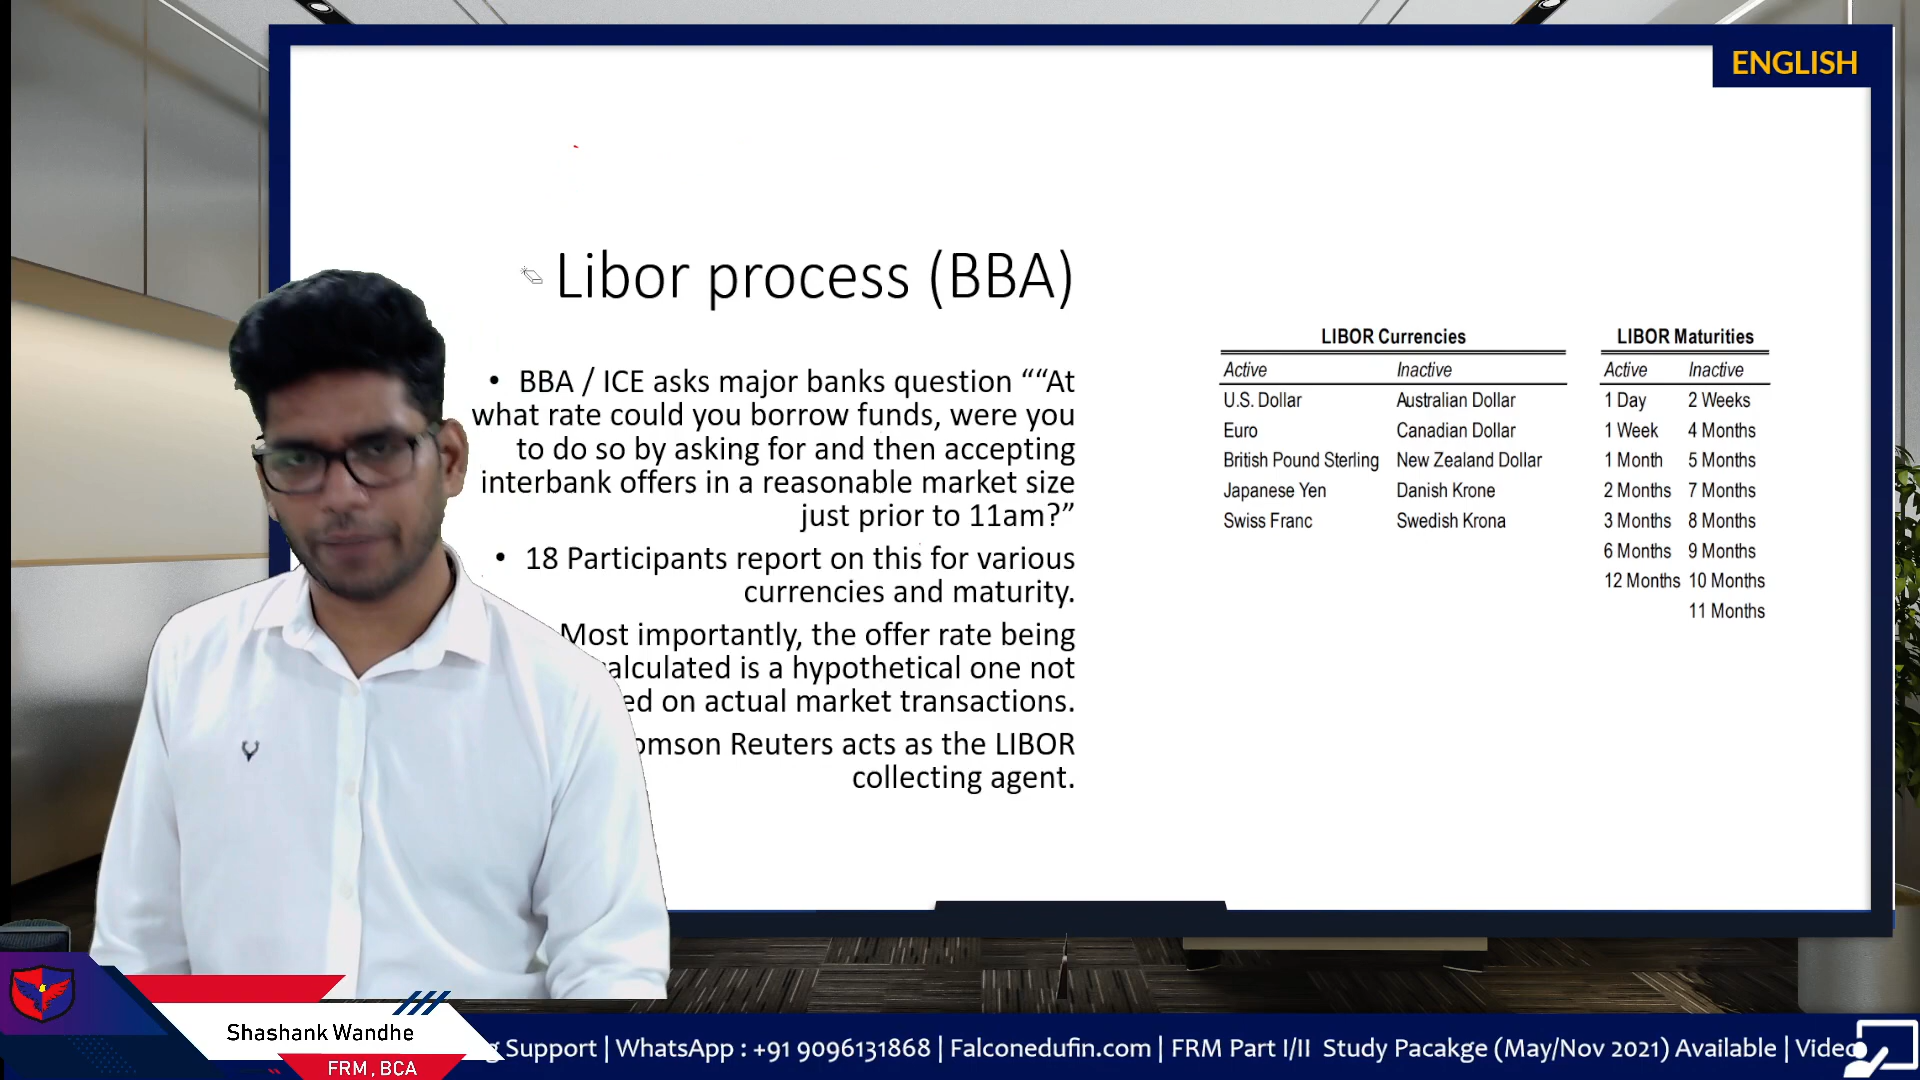 ENGLISH
Libor process (BBA)
• BBA / ICE asks major banks question ““At
what rate could you borrow funds, were you
to do so by asking for and then accepting
interbank offers in a reasonable market size
just prior to 11am?”
• 18 Participants report on this for various
currencies and maturity.
Most importantly, the offer rate being
alculated is a hypothetical one not
ed on actual market transactions.
omson Reuters acts as the LIBOR
collecting agent.
LIBOR Currencies
Active Inactive
U.S. Dollar Australian Dollar
Euro Canadian Dollar
British Pound Sterling New Zealand Dollar
Japanese Yen Danish Krone
Swiss Franc Swedish Krona
LIBOR Maturities
Active Inactive
1 Day 2 Weeks
1 Week 4 Months
1 Month 5 Months
2 Months 7 Months
3 Months 8 Months
6 Months 9 Months
12 Months 10 Months
11 Months
Shashank Wandhe
FRM, BCA
g Support | WhatsApp : +91 9096131868 | Falconedufin.com | FRM Part I/II Study Pacakge (May/Nov 2021) Available | Video